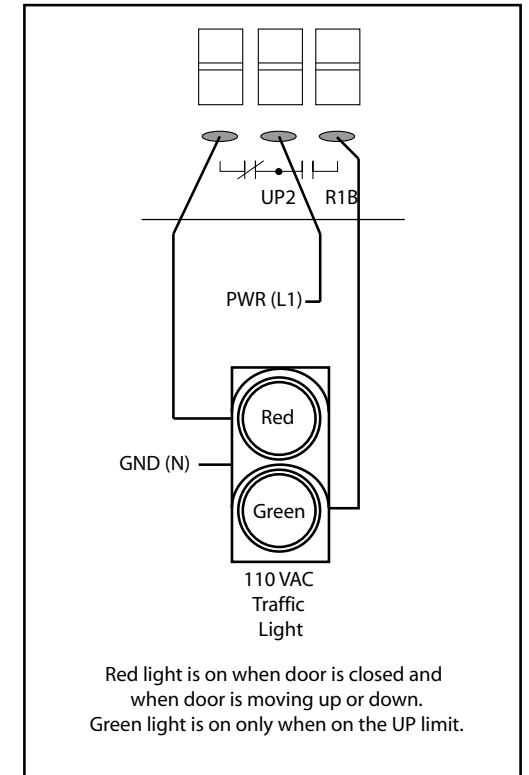 UP2 R1B
PWR (L1)
Red
GND (N)
Green
110 VAC
Traffic
Light
Red light is on when door is closed and
when door is moving up or down.
Green light is on only when on the UP limit.